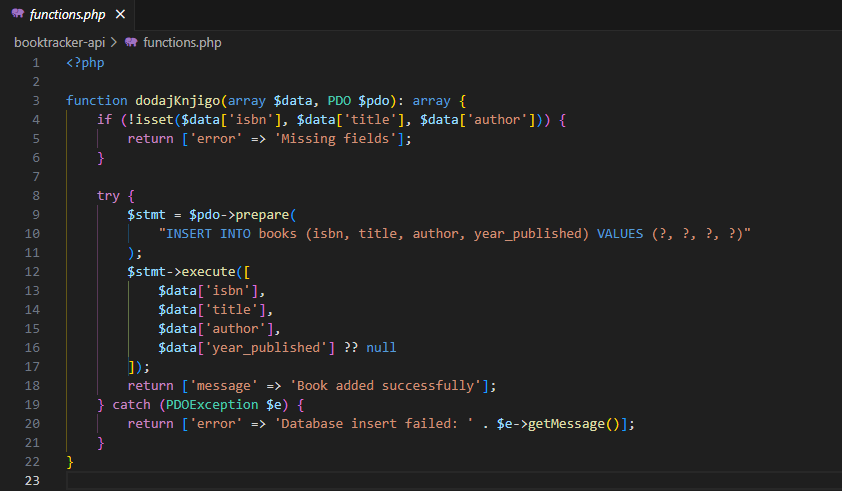 functions.php ×
booktracker-api > functions.php
1 <?php
2
3 function dodajKnjigo(array $data, PDO $pdo): array {
4     if (!isset($data['isbn'], $data['title'], $data['author'])) {
5         return ['error' => 'Missing fields'];
6     }
7
8     try {
9         $stmt = $pdo->prepare(
10             "INSERT INTO books (isbn, title, author, year_published) VALUES (?, ?, ?, ?)"
11         );
12         $stmt->execute([
13             $data['isbn'],
14             $data['title'],
15             $data['author'],
16             $data['year_published'] ?? null
17         ]);
18         return ['message' => 'Book added successfully'];
19     } catch (PDOException $e) {
20         return ['error' => 'Database insert failed: ' . $e->getMessage()];
21     }
22 }
23